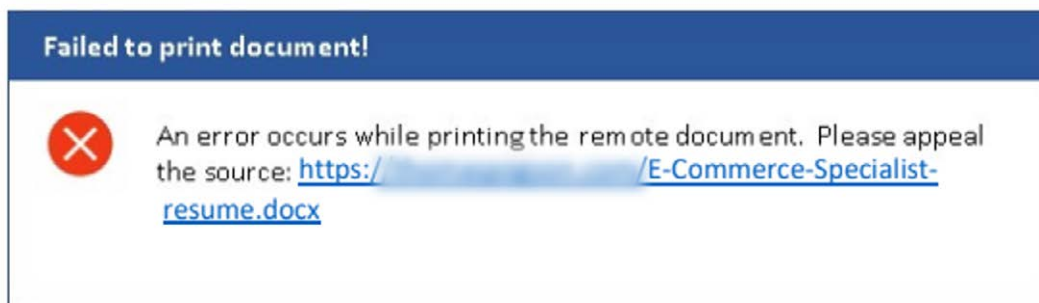 Failed to print document!
An error occurs while printing the remote document. Please appeal
the source: https:/ /E-Commerce-Specialist-
resume.docx